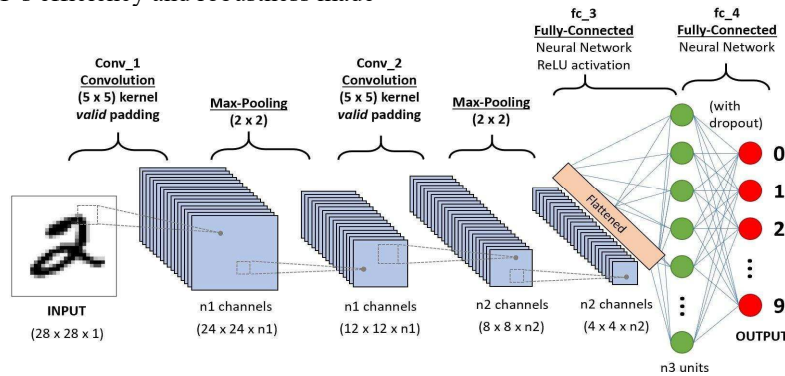 fc_3
Fully-Connected
Neural Network
ReLU activation
fc_4
Fully-Connected
Neural Network
Conv_1
Convolution
(5 x 5) kernel
valid padding
Max-Pooling
(2 x 2)
Conv_2
Convolution
(5 x 5) kernel
valid padding
Max-Pooling
(2 x 2)
(with
dropout)
Flattened
0
1
2
9
OUTPUT
2
INPUT
(28 x 28 x 1)
n1 channels
(24 x 24 x n1)
n1 channels
(12 x 12 x n1)
n2 channels
(8 x 8 x n2)
n2 channels
(4 x 4 x n2)
n3 units